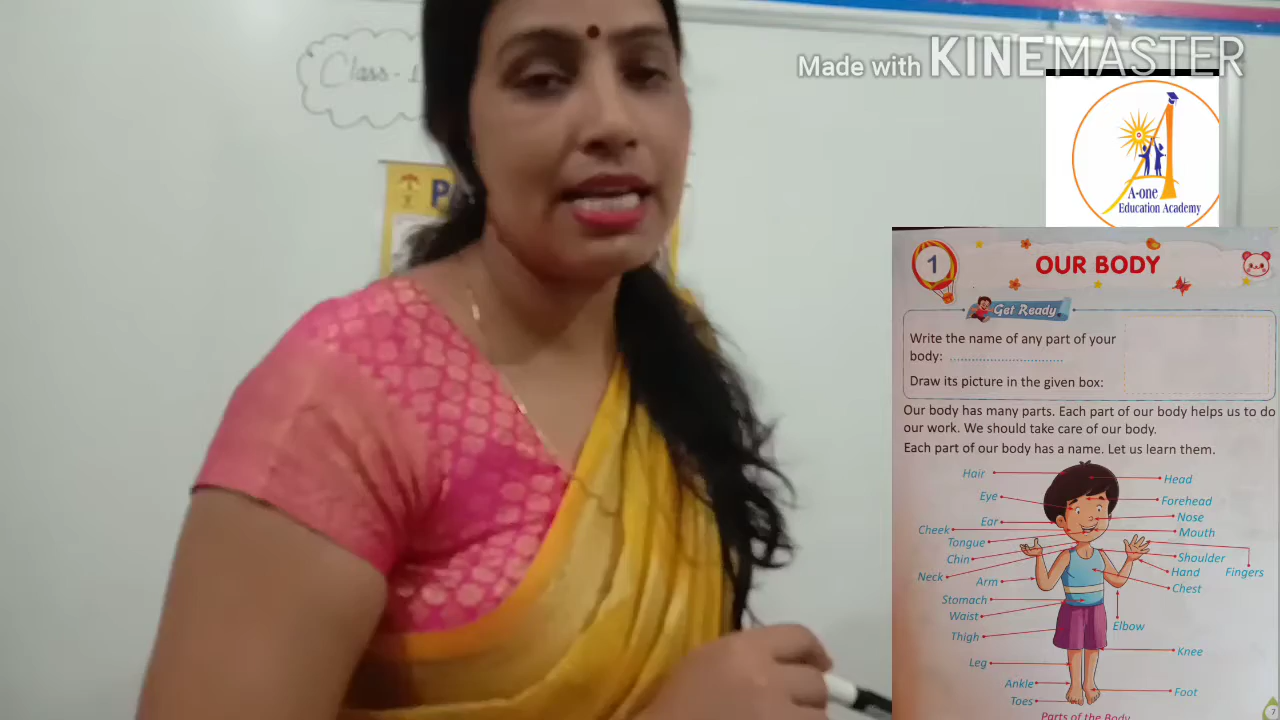 Made with KINEMASTER
Class-1
P
A-one
Education Academy
1
OUR BODY
Get Ready
Write the name of any part of your
body: ............................
Draw its picture in the given box:
Our body has many parts. Each part of our body helps us to do
our work. We should take care of our body.
Each part of our body has a name. Let us learn them.
Hair
Head
Eye
Forehead
Ear
Nose
Cheek
Mouth
Tongue
Chin
Shoulder
Neck
Hand
Fingers
Arm
Chest
Stomach
Waist
Elbow
Thigh
Knee
Leg
Ankle
Foot
Toes
Parts of the Body
7